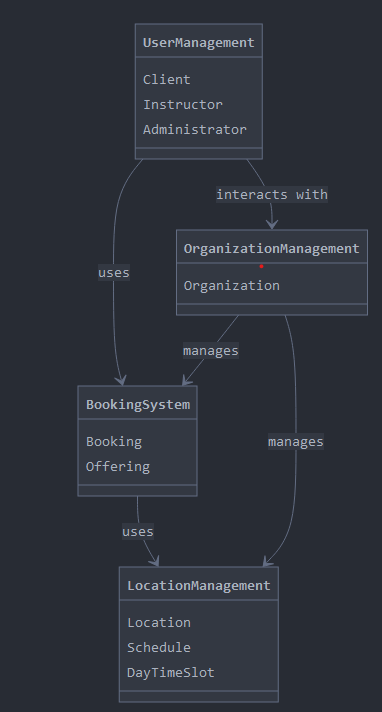 UserManagement
Client
Instructor
Administrator
interacts with
OrganizationManagement
Organization
uses
manages
BookingSystem
Booking
Offering
manages
uses
LocationManagement
Location
Schedule
DayTimeSlot